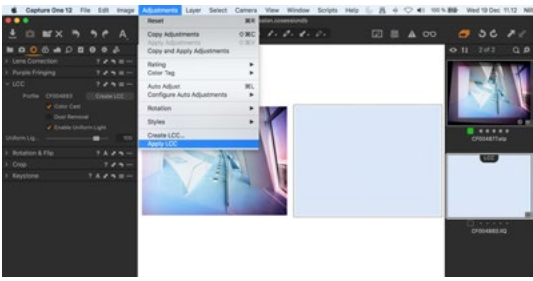 Capture One 12 File Edit Image Adjustments Layer Select Camera View Window Scripts Help 100 % Wed 19 Dec 11.12
Reset ⌘R
Copy Adjustments ⇧⌘C
Apply Adjustments
Copy and Apply Adjustments
Rating
Color Tag
Auto Adjust ⌘L
Configure Auto Adjustments
Rotation
Styles
Create LCC...
Apply LCC
Lens Correction
Purple Fringing
LCC
Profile CF004883 Create LCC
Color Cast
Dust Removal
Enable Uniform Light
Uniform Lig... 100
Rotation & Flip
Crop
Keystone
2 of 2
LCC